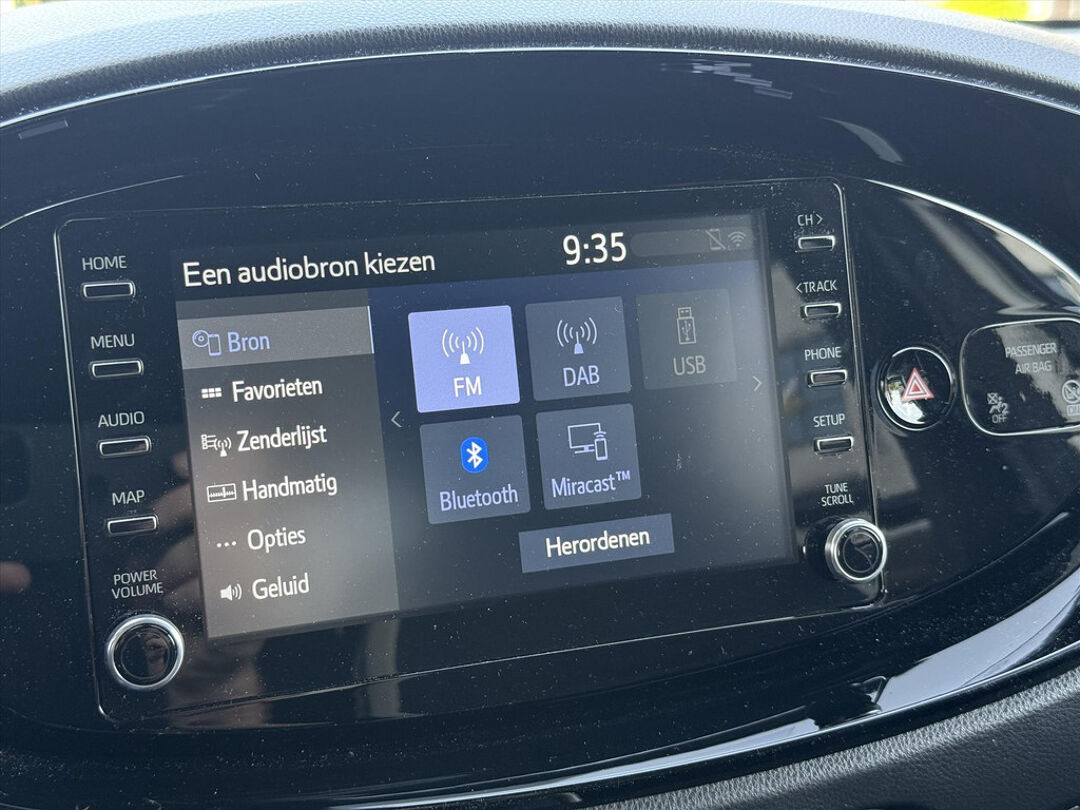 HOME
MENU
AUDIO
MAP
POWER
VOLUME
Een audiobron kiezen
9:35
Bron
Favorieten
Zenderlijst
Handmatig
Opties
Geluid
FM
DAB
USB
Bluetooth
Miracast™
Herordenen
CH >
< TRACK
PHONE
SETUP
TUNE
SCROLL
PASSENGER
AIR BAG
OFF